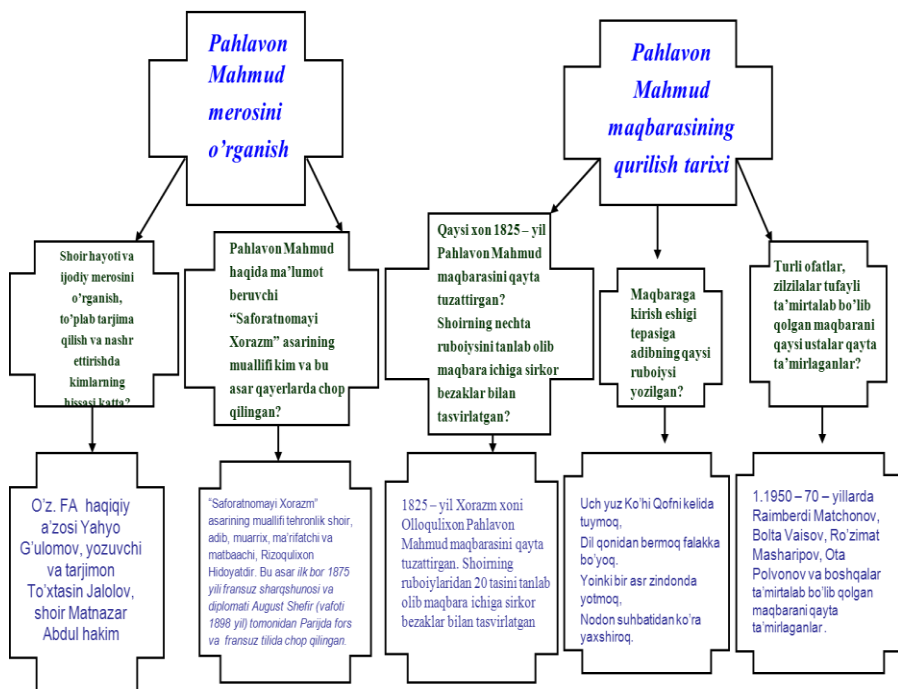 Pahlavon
Mahmud
merosini
o’rganish
Pahlavon
Mahmud
maqbarasining
qurilish tarixi
Shoir hayoti va
ijodiy merosini
o’rganish,
to’plab tarjima
qilish va nashr
ettirishda
kimlarning
hissasi katta?
Pahlavon Mahmud
haqida ma’lumot
beruvchi
“Saforatnomayi
Xorazm” asarining
muallifi kim va bu
asar qayerlarda chop
qilingan?
Qaysi xon 1825 – yil
Pahlavon Mahmud
maqbarasini qayta
tuzattirgan?
Shoirning nechta
ruboiysini tanlab olib
maqbara ichiga sirkor
bezaklar bilan
tasvirlatgan?
Maqbaraga
kirish eshigi
tepasiga
adibning qaysi
ruboiysi
yozilgan?
Turli ofatlar,
zilzilalar tufayli
ta’mirtalab bo’lib
qolgan maqbarani
qaysi ustalar qayta
ta’mirlaganlar?
O’z. FA haqiqiy
a’zosi Yahyo
G’ulomov, yozuvchi
va tarjimon
To’xtasin Jalolov,
shoir Matnazar
Abdul hakim
“Saforatnomayi Xorazm”
asarining muallifi tehronlik shoir,
adib, muarrix, ma’rifatchi va
matbaachi, Rizoqulixon
Hidoyatdir. Bu asar ilk bor 1875
yili fransuz sharqshunosi va
diplomati August Shefir (vafoti
1898 yil) tomonidan Parijda fors
va fransuz tilida chop qilingan.
1825 – yil Xorazm xoni
Olloqulixon Pahlavon
Mahmud maqbarasini qayta
tuzattirgan. Shoirning
ruboiylaridan 20 tasini tanlab
olib maqbara ichiga sirkor
bezaklar bilan tasvirlatgan
Uch yuz Ko’hi Qofni kelida
tuymoq,
Dil qonidan bermoq falakka
bo’yoq.
Yoinki bir asr zindonda
yotmoq,
Nodon suhbatidan ko’ra
yaxshiroq.
1.1950 – 70 – yillarda
Raimberdi Matchonov,
Bolta Vaisov, Ro’zimat
Masharipov, Ota
Polvonov va boshqalar
ta’mirtalab bo’lib qolgan
maqbarani qayta
ta’mirlaganlar.